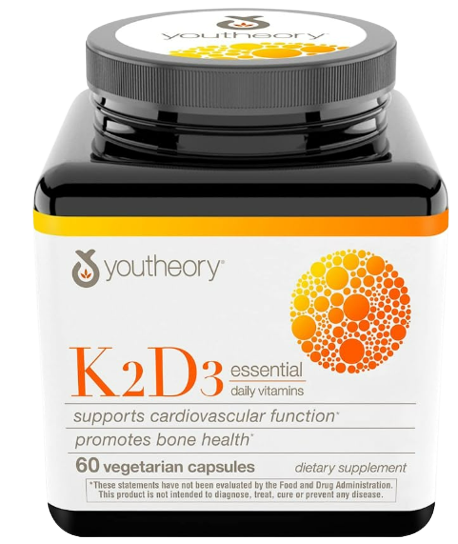 youtheory
youtheory®
K2D3 essential
daily vitamins
supports cardiovascular function*
promotes bone health*
60 vegetarian capsules dietary supplement
*These statements have not been evaluated by the Food and Drug Administration.
This product is not intended to diagnose, treat, cure or prevent any disease.